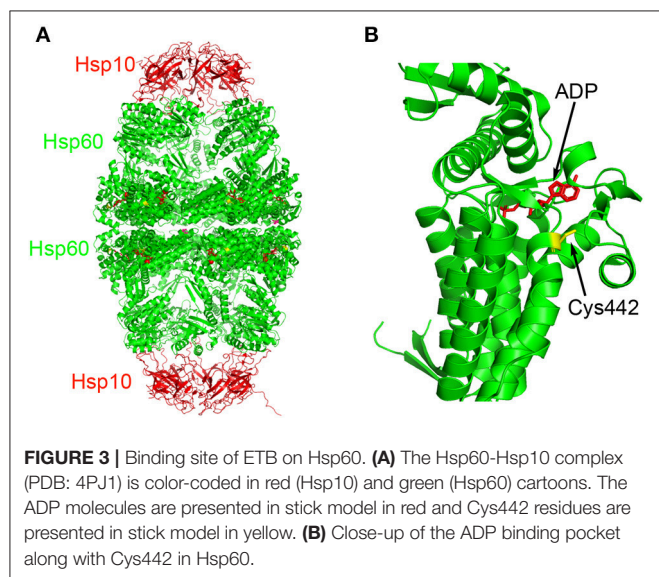 A
B
Hsp10
ADP
Hsp60
Hsp60
Cys442
Hsp10
FIGURE 3 | Binding site of ETB on Hsp60. (A) The Hsp60-Hsp10 complex
(PDB: 4PJ1) is color-coded in red (Hsp10) and green (Hsp60) cartoons. The
ADP molecules are presented in stick model in red and Cys442 residues are
presented in stick model in yellow. (B) Close-up of the ADP binding pocket
along with Cys442 in Hsp60.